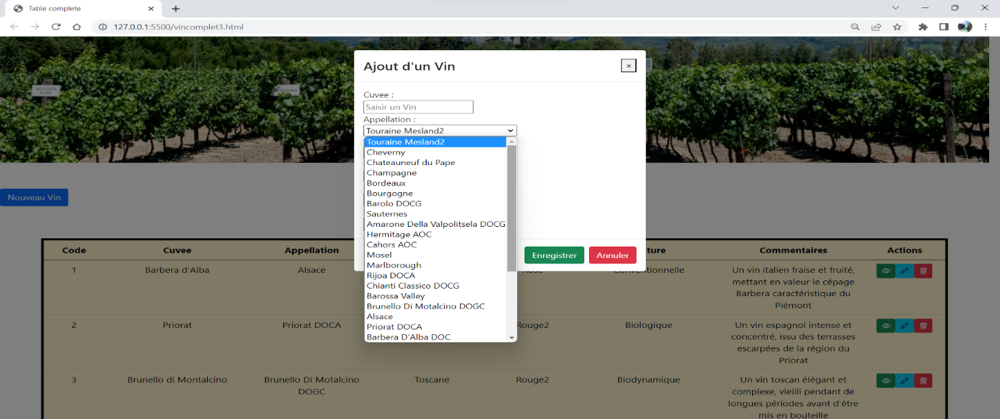 Table complete
127.0.0.1:5500/vincomplet3.html
SAUVIGNON
BLANC
Ajout d'un Vin
Cuvee :
Saisir un Vin
Appellation :
Touraine Mesland2
Touraine Mesland2
Cheverny
Chateauneuf du Pape
Champagne
Bordeaux
Bourgogne
Barolo DOCG
Sauternes
Amarone Della Valpolitsela DOCG
Hermitage AOC
Cahors AOC
Mosel
Marlborough
Rijoa DOCA
Chianti Classico DOCG
Barossa Valley
Brunello Di Motalcino DOGC
Alsace
Priorat DOCA
Barbera D'Alba DOC
Enregistrer Annuler
Nouveau Vin
Code Cuvee Appellation ture Commentaires Actions
1 Barbera d'Alba Alsace Rosé Conventionnelle Un vin italien fraise et fruité,
mettant en valeur le cépage
Barbera caractéristique du
Piémont
2 Priorat Priorat DOCA Rouge2 Biologique Un vin espagnol intense et
concentré, issu des terrasses
escarpées de la région du
Priorat
3 Brunello di Montalcino Brunello Di Motalcino Toscane Rouge2 Biodynamique Un vin toscan élégant et
DOGC complexe, vieilli pendant de
longues périodes avant d'être
mis en bouteille